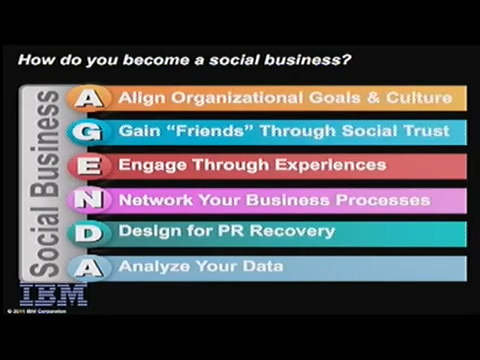 How do you become a social business?
Social Business
A Align Organizational Goals & Culture
G Gain “Friends” Through Social Trust
E Engage Through Experiences
N Network Your Business Processes
D Design for PR Recovery
A Analyze Your Data
IBM
© 2011 IBM Corporation